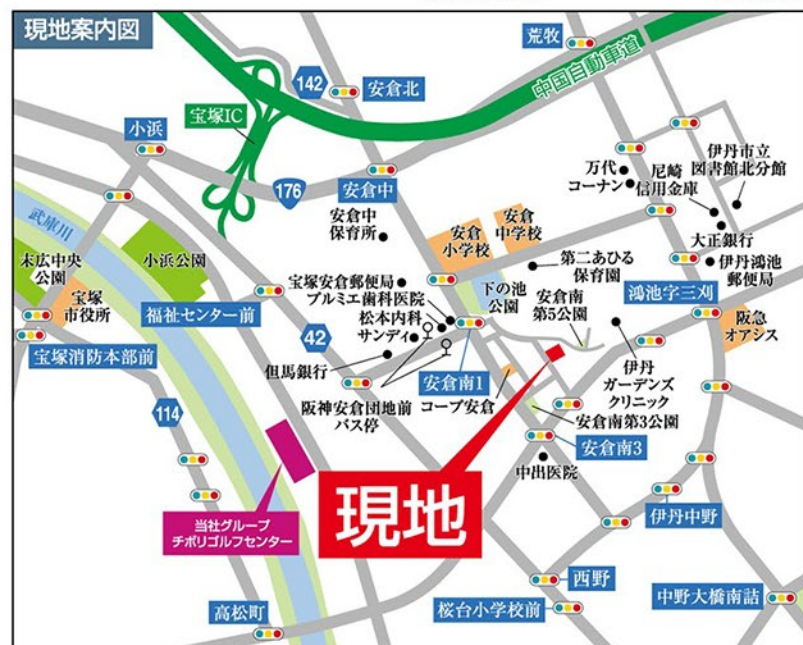 現地案内図
荒牧
中国自動車道
142
安倉北
宝塚IC
小浜
176
安倉中
万代
コーナン
尼崎
信用金庫
伊丹市立
図書館北分館
大正銀行
伊丹鴻池
郵便局
安倉中
保育所
安倉
小学校
安倉
中学校
武庫川
末広中央
公園
小浜公園
宝塚
市役所
福祉センター前
宝塚安倉郵便局
ブルミエ歯科医院
松本内科
サンディ
下の池
公園
第二あひる
保育園
安倉南
第5公園
鴻池字三刈
阪急
オアシス
宝塚消防本部前
42
但馬銀行
安倉南1
コープ安倉
阪神安倉団地前
バス停
伊丹
ガーデンズ
クリニック
安倉南第3公園
安倉南3
中出医院
114
現地
当社グループ
チボリゴルフセンター
伊丹中野
西野
桜台小学校前
中野大橋南詰
高松町